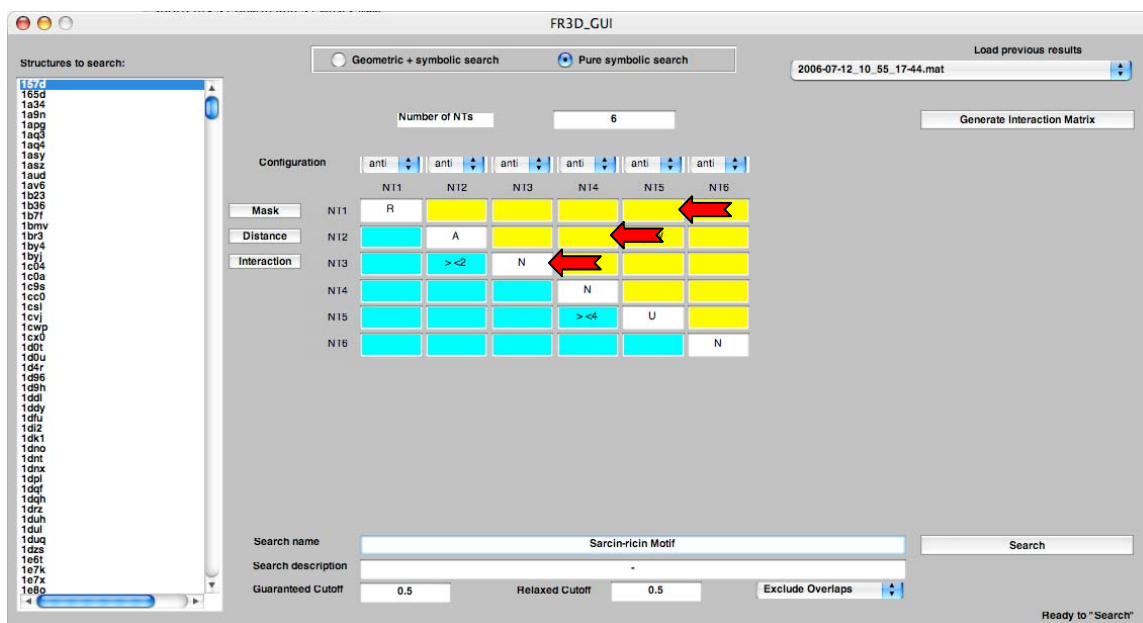 FR3D_GUI
Structures to search:
Geometric + symbolic search
Pure symbolic search
Load previous results
2006-07-12_10_55_17-44.mat
Number of NTs
6
Generate Interaction Matrix
Configuration
anti anti anti anti anti anti
NT1 NT2 NT3 NT4 NT5 NT6
Mask NT1 R
Distance NT2 A
Interaction NT3 > <2 N
NT4 N
NT5 > <4 U
NT6 N
157d
165d
1a34
1a9n
1apg
1aq3
1aq4
1asy
1asz
1aud
1av6
1b23
1b36
1b7f
1bmv
1br3
1by4
1byj
1c04
1c0a
1c9s
1cc0
1csl
1cvj
1cwp
1cx0
1d0t
1d0u
1d4r
1d96
1d9h
1ddl
1ddy
1dfu
1di2
1dk1
1dno
1dnt
1dnx
1dpl
1dqf
1dqh
1drz
1duh
1dul
1duq
1dzs
1e6t
1e7k
1e7x
1e8o
Search name
Sarcin-ricin Motif
Search
Search description
-
Guaranteed Cutoff
0.5
Relaxed Cutoff
0.5
Exclude Overlaps
Ready to "Search"